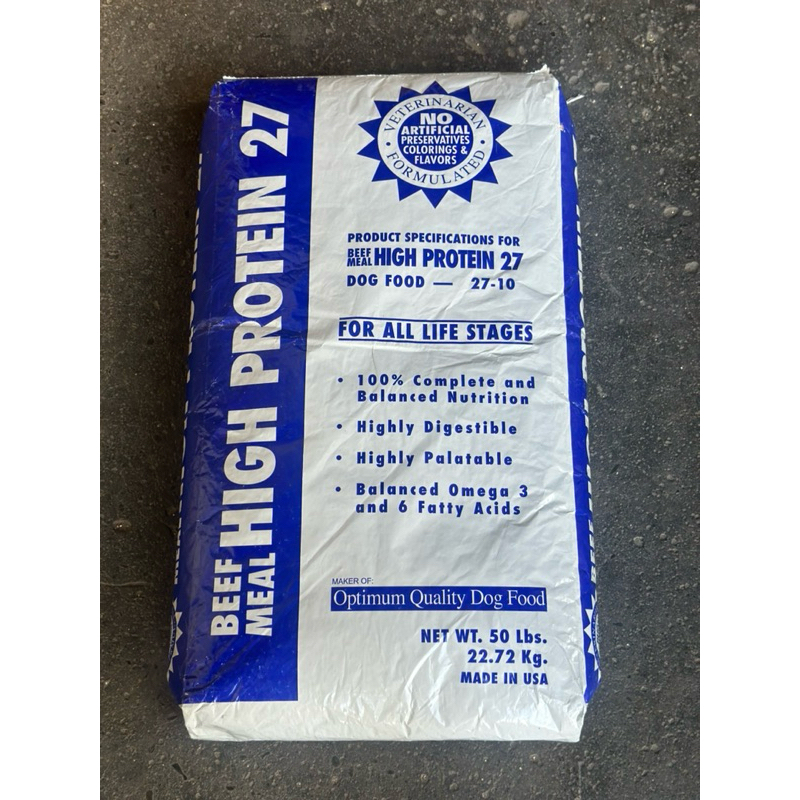 BEEF
MEAL HIGH PROTEIN 27
VETERINARIAN
NO
ARTIFICIAL
PRESERVATIVES
COLORINGS &
FLAVORS
FORMULATED
PRODUCT SPECIFICATIONS FOR
BEEF
MEAL HIGH PROTEIN 27
DOG FOOD — 27-10
FOR ALL LIFE STAGES
• 100% Complete and
Balanced Nutrition
• Highly Digestible
• Highly Palatable
• Balanced Omega 3
and 6 Fatty Acids
MAKER OF:
Optimum Quality Dog Food
NET WT. 50 Lbs.
22.72 Kg.
MADE IN USA